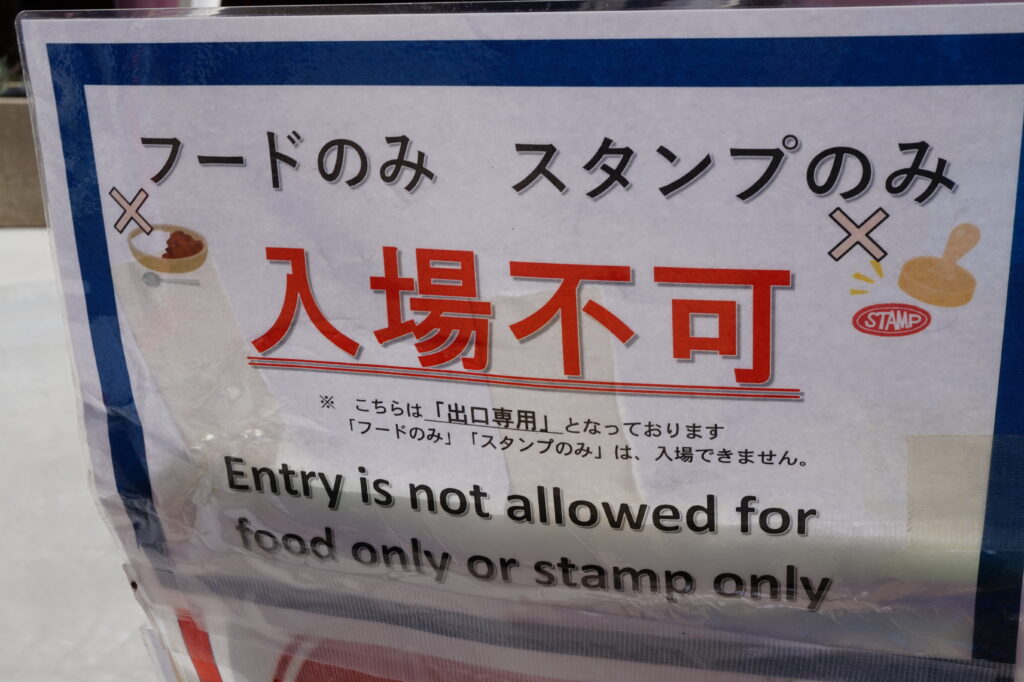 フードのみ　スタンプのみ
入場不可
STAMP
※　こちらは「出口専用」となっております
「フードのみ」「スタンプのみ」は、入場できません。
Entry is not allowed for
food only or stamp only